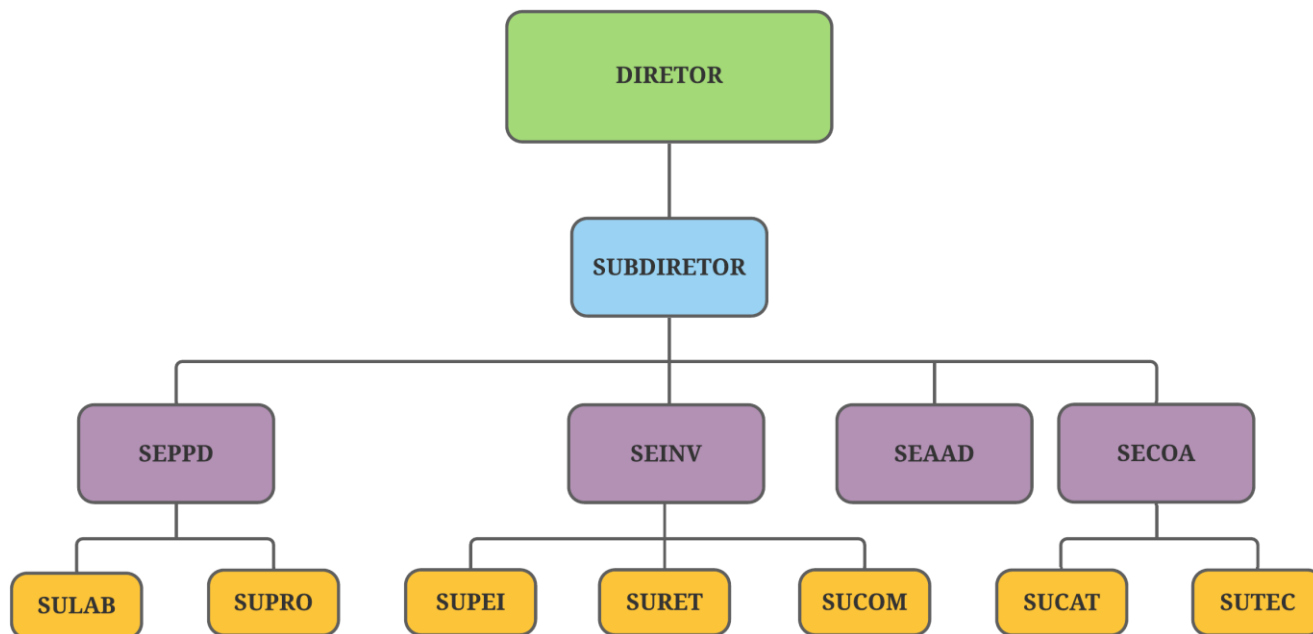 DIRETOR
SUBDIRETOR
SEPPD
SEINV
SEAAD
SECOA
SULAB
SUPRO
SUPEI
SURET
SUCOM
SUCAT
SUTEC